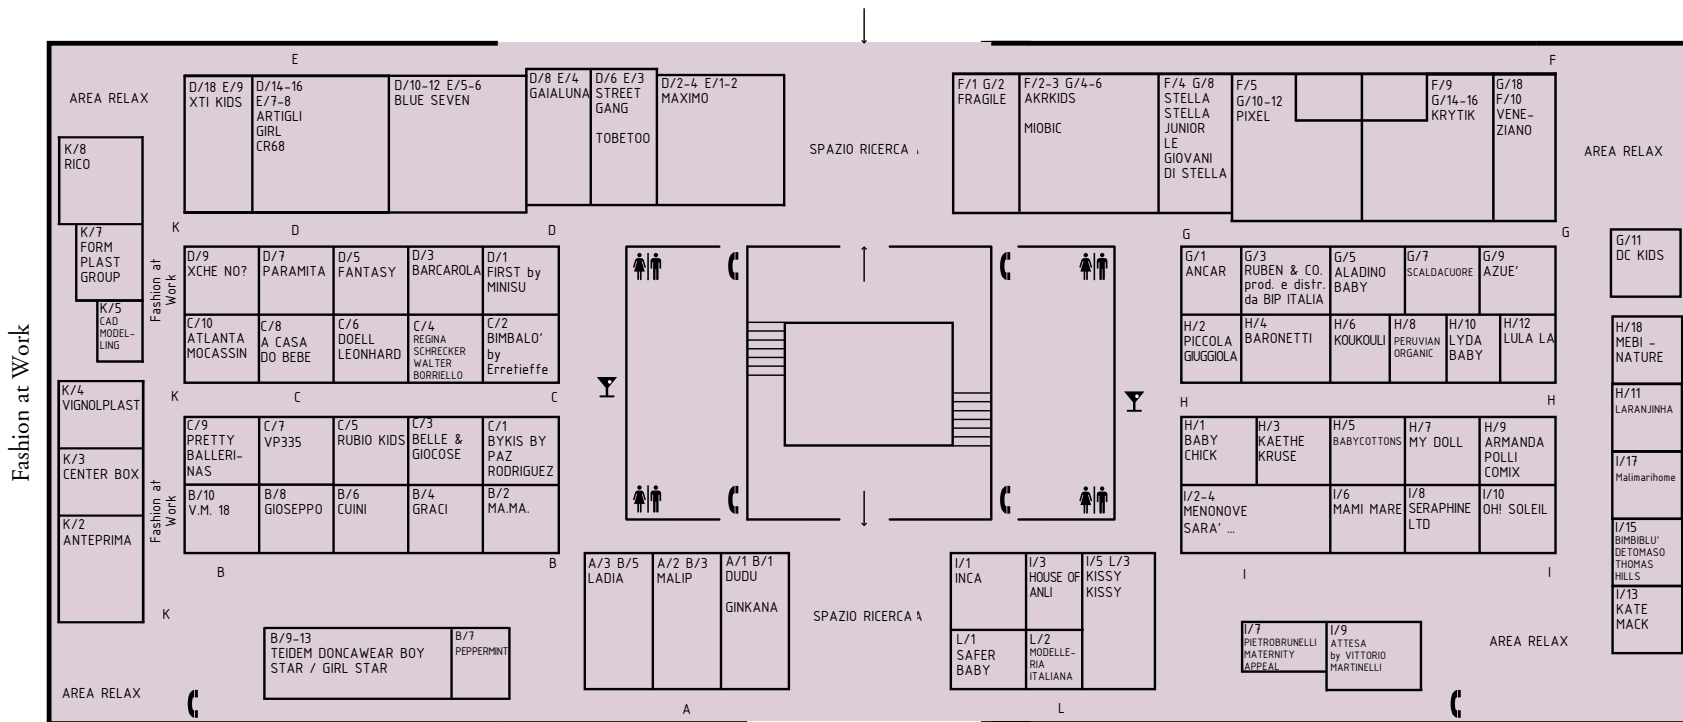 E
F
AREA RELAX
D/18 E/9
XTI KIDS
D/14-16
E/7-8
ARTIGLI
GIRL
CR68
D/10-12 E/5-6
BLUE SEVEN
D/8 E/4
GAIALUNA
D/6 E/3
STREET
GANG
TOBETOO
D/2-4 E/1-2
MAXIMO
SPAZIO RICERCA
F/1 G/2
FRAGILE
F/2-3 G/4-6
AKRKIDS
MIOBIC
F/4 G/8
STELLA
STELLA
JUNIOR
LE
GIOVANI
DI STELLA
F/5
G/10-12
PIXEL
F/9
G/14-16
KRYTIK
G/18
F/10
VENE-
ZIANO
AREA RELAX
K/8
RICO
K/7
FORM
PLAST
GROUP
K/5
CAD
MODEL-
LING
K
D
D
G
G
Fashion at
Work
D/9
XCHE NO?
D/7
PARAMITA
D/5
FANTASY
D/3
BARCAROLA
D/1
FIRST by
MINISU
C/10
ATLANTA
MOCASSIN
C/8
A CASA
DO BEBE
C/6
DOELL
LEONHARD
C/4
REGINA
SCHRECKER
WALTER
BORRIELLO
C/2
BIMBALO'
by
Erretieffe
G/1
ANCAR
G/3
RUBEN & CO.
prod. e distr.
da BIP ITALIA
G/5
ALADINO
BABY
G/7
SCALDACUORE
G/9
AZUE'
G/11
DC KIDS
H/2
PICCOLA
GIUGGIOLA
H/4
BARONETTI
H/6
KOUKOULI
H/8
PERUVIAN
ORGANIC
H/10
LYDA
BABY
H/12
LULA LA
H/18
MEBI -
NATURE
Fashion at Work
K
C
C
H
H
K/4
VIGNOLPLAST
K/3
CENTER BOX
K/2
ANTEPRIMA
Fashion at
Work
C/9
PRETTY
BALLERI-
NAS
C/7
VP335
C/5
RUBIO KIDS
C/3
BELLE &
GIOCOSE
C/1
BYKIS BY
PAZ
RODRIGUEZ
B/10
V.M. 18
B/8
GIOSEPPO
B/6
CUINI
B/4
GRACI
B/2
MA.MA.
H/1
BABY
CHICK
H/3
KAETHE
KRUSE
H/5
BABYCOTTONS
H/7
MY DOLL
H/9
ARMANDA
POLLI
COMIX
I/2-4
MENONOVE
SARA' ...
I/6
MAMI MARE
I/8
SERAPHINE
LTD
I/10
OH! SOLEIL
H/11
LARANJINHA
I/17
Malimarihome
I/15
BIMBIBLU'
DETOMASO
THOMAS
HILLS
I/13
KATE
MACK
B
B
I
I
K
A/3 B/5
LADIA
A/2 B/3
MALIP
A/1 B/1
DUDU
GINKANA
SPAZIO RICERCA
I/1
INCA
I/3
HOUSE OF
ANLI
I/5 L/3
KISSY
KISSY
L/1
SAFER
BABY
L/2
MODELLE-
RIA
ITALIANA
B/9-13
TEIDEM DONCAWEAR BOY
STAR / GIRL STAR
B/7
PEPPERMINT
I/7
PIETROBRUNELLI
MATERNITY
APPEAL
I/9
ATTESA
by VITTORIO
MARTINELLI
AREA RELAX
AREA RELAX
A
L